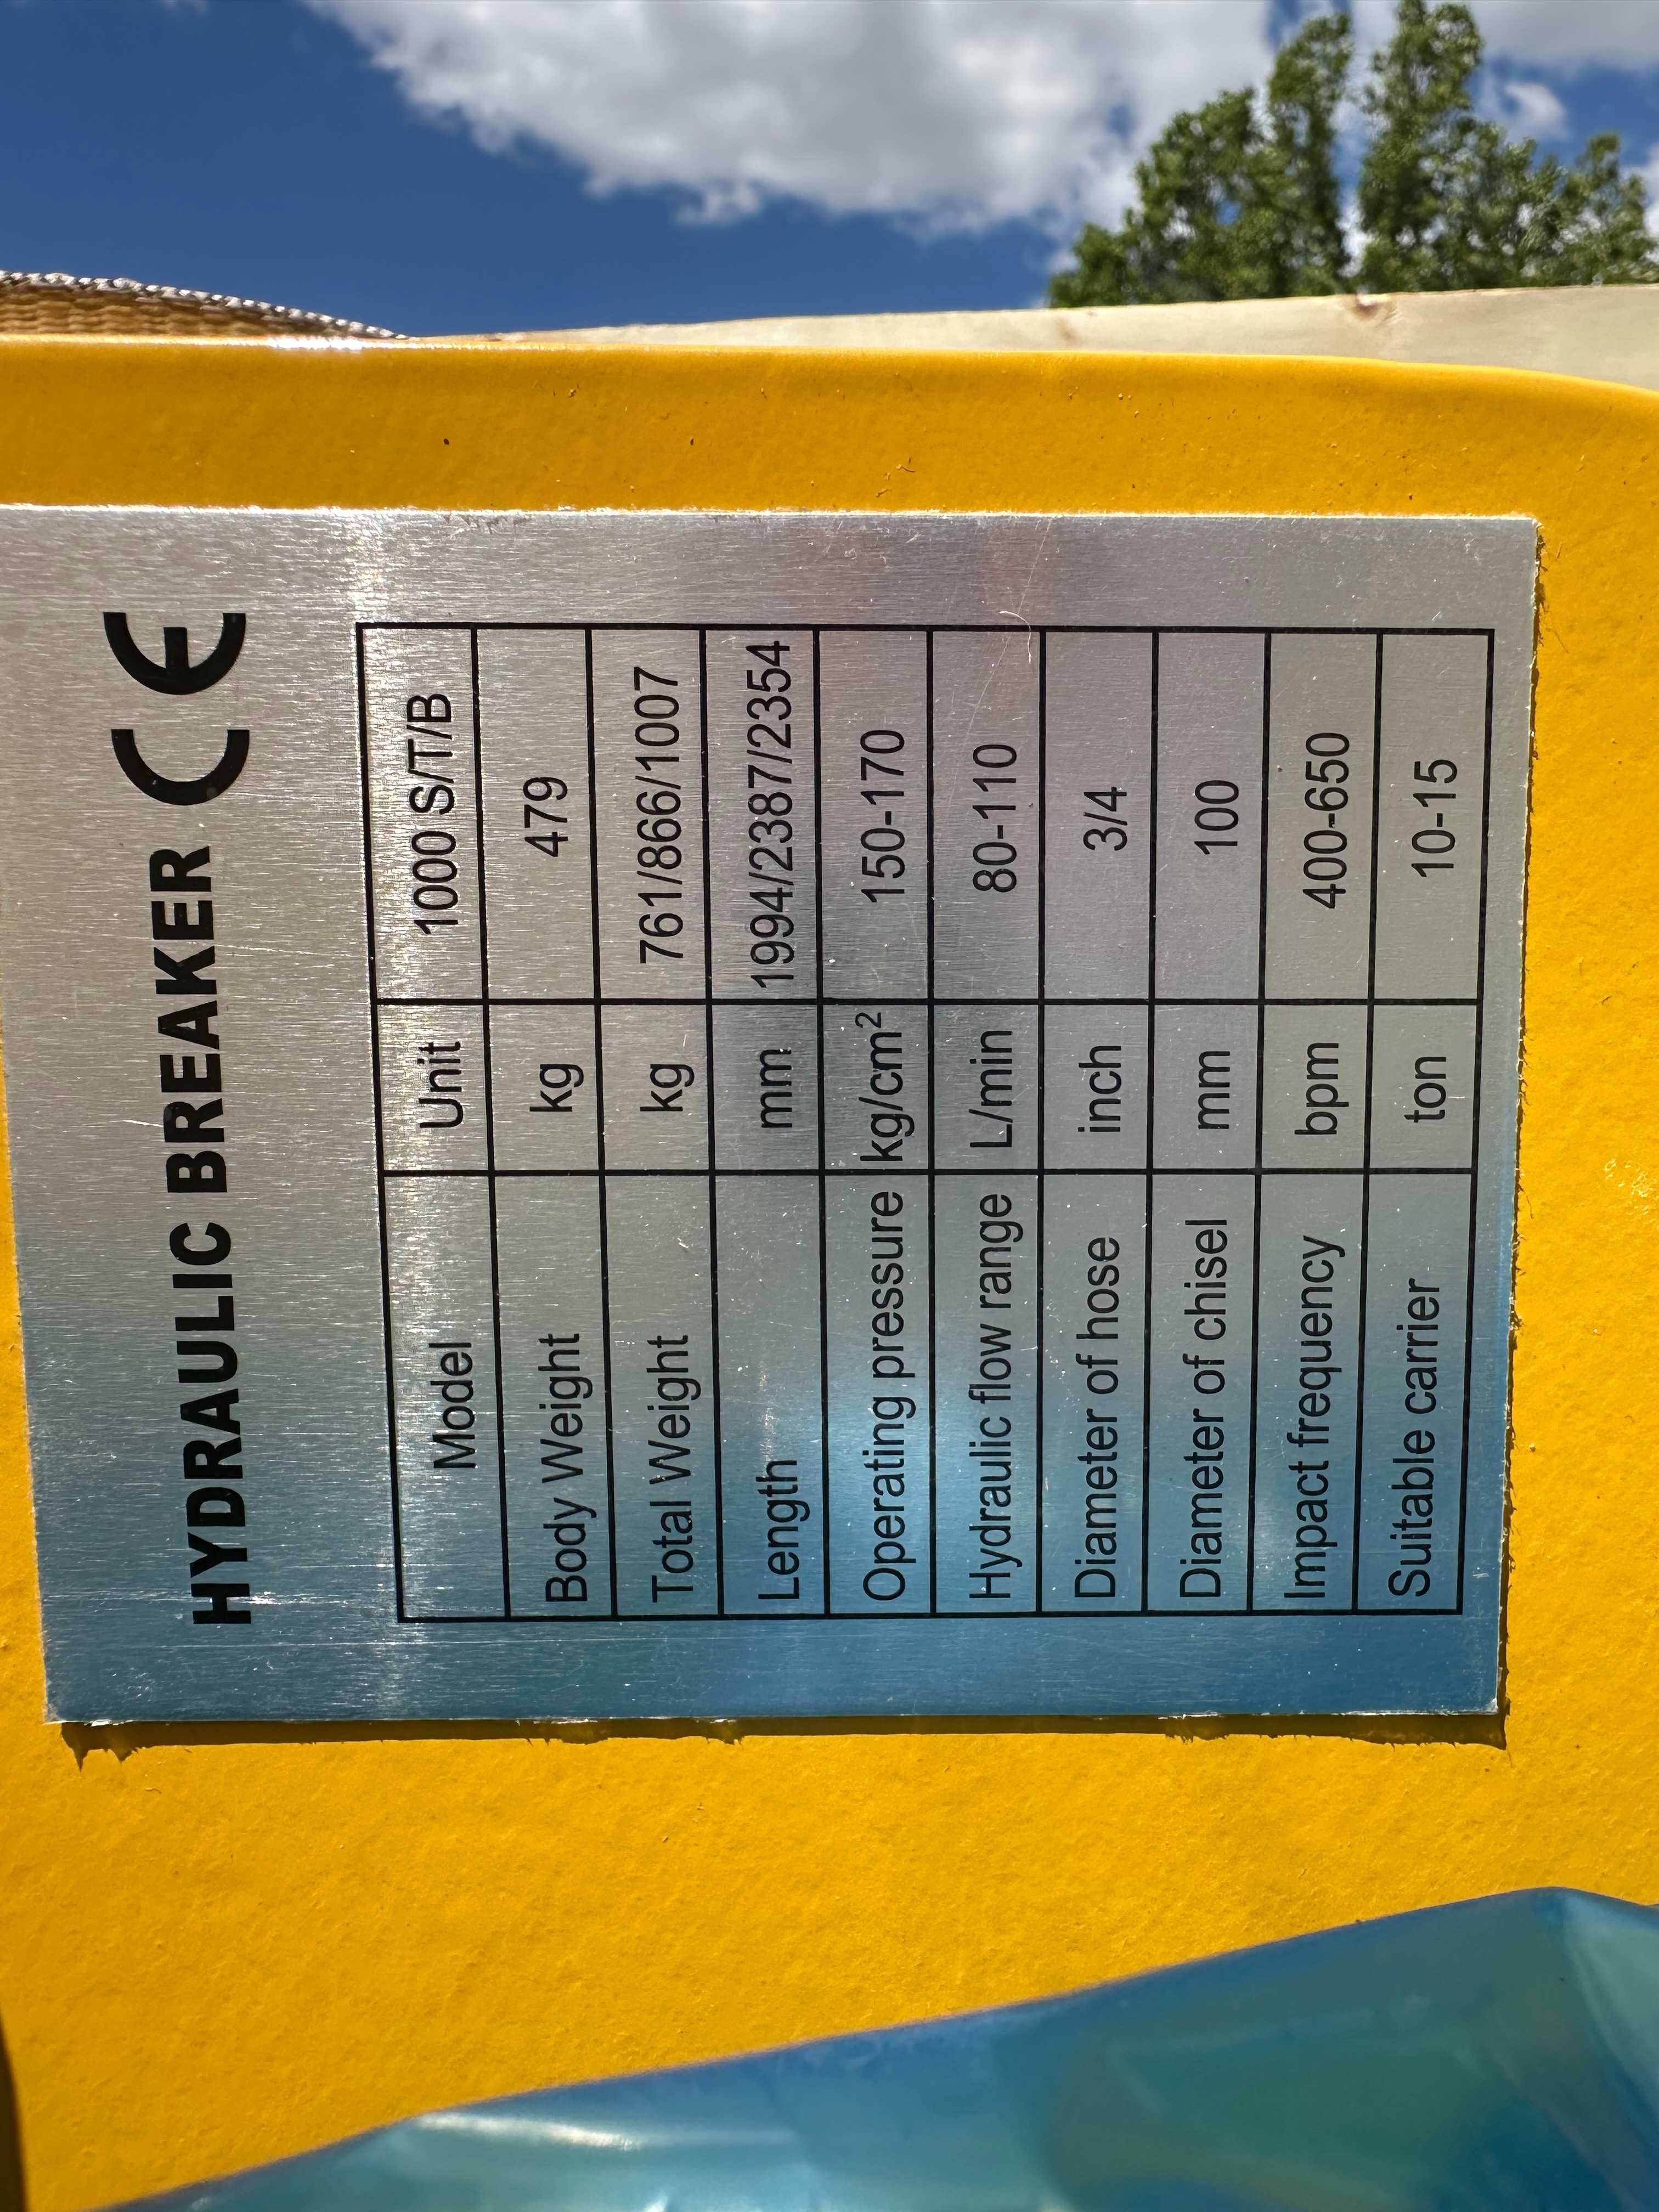 HYDRAULIC BREAKER CE
Model Unit 1000 S/T/B
Body Weight kg 479
Total Weight kg 761/866/1007
Length mm 1994/2387/2354
Operating pressure kg/cm² 150-170
Hydraulic flow range L/min 80-110
Diameter of hose inch 3/4
Diameter of chisel mm 100
Impact frequency bpm 400-650
Suitable carrier ton 10-15